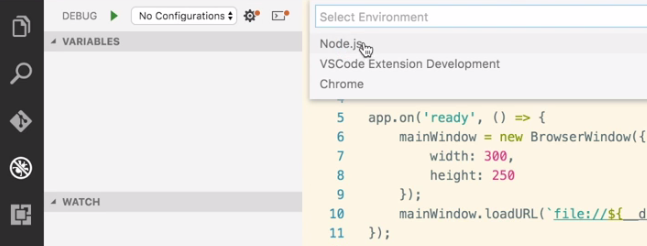 DEBUG No Configurations
VARIABLES
WATCH
Select Environment
Node.js
VSCode Extension Development
Chrome
4
5 app.on('ready', () => {
6 mainWindow = new BrowserWindow({
7 width: 300,
8 height: 250
9 });
10 mainWindow.loadURL(`file://${__d
11 });